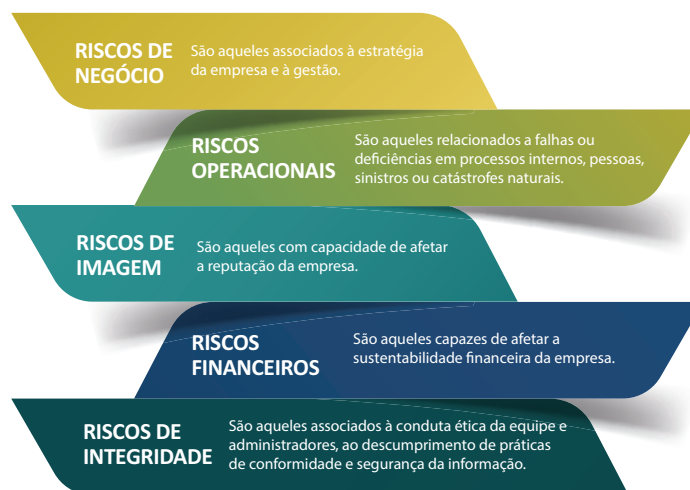 RISCOS DE
NEGÓCIO
São aqueles associados à estratégia
da empresa e à gestão.
RISCOS
OPERACIONAIS
São aqueles relacionados a falhas ou
deficiências em processos internos, pessoas,
sinistros ou catástrofes naturais.
RISCOS DE
IMAGEM
São aqueles com capacidade de afetar
a reputação da empresa.
RISCOS
FINANCEIROS
São aqueles capazes de afetar a
sustentabilidade financeira da empresa.
RISCOS DE
INTEGRIDADE
São aqueles associados à conduta ética da equipe e
administradores, ao descumprimento de práticas
de conformidade e segurança da informação.